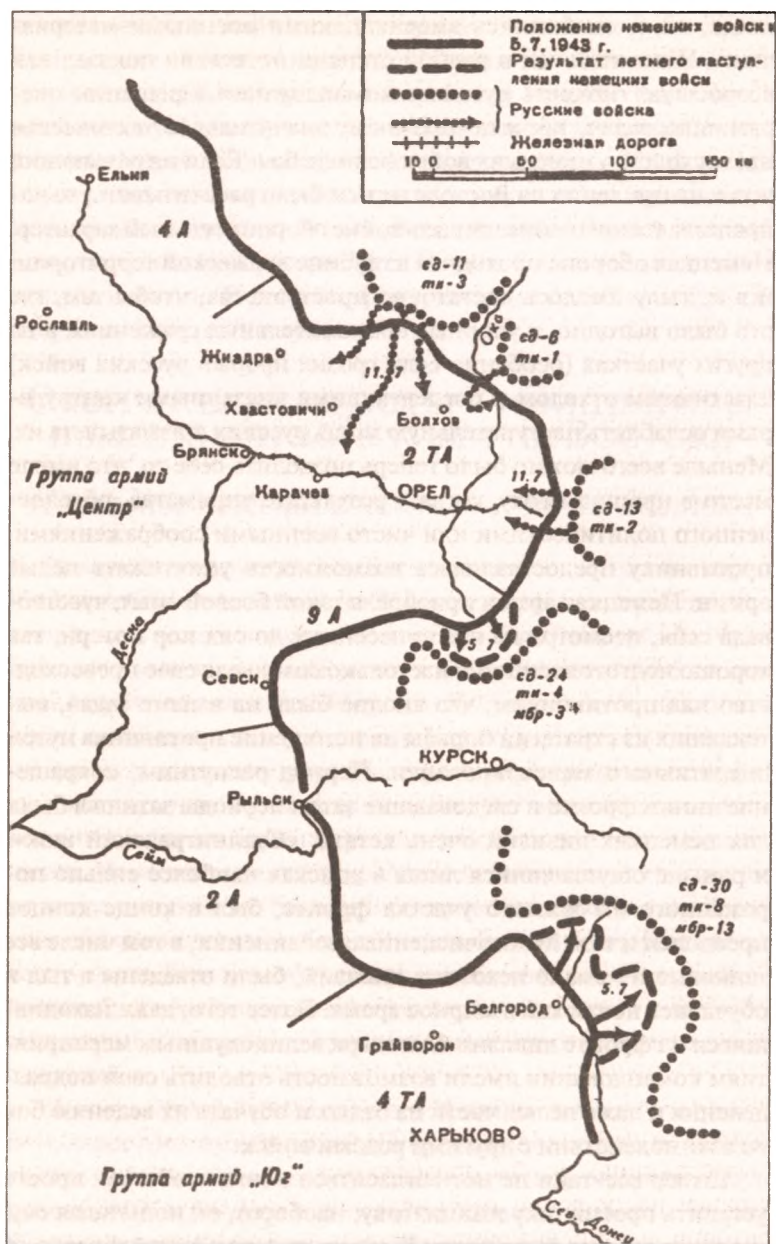 Положение немецких войск
5.7.1943 г.
Результат летнего наступ-
ления немецких войск
Русские войска
Железная дорога
10 0 50 100 400 км
Ельня
4 А
Рославль
Жиздра
11.7
сд-11
тк-3
Ока
сд-6
тк-1
Хвастовичи
Болхов
2 ТА
Брянск
Карачев
ОРЕЛ
11.7
сд-13
тк-2
Группа армий
„Центр"
Десна
9 А
5 7
Севск
сд-24
тк-4
мбр-3
КУРСК
Рыльск
Сейм
2 А
сд-30
тк-8
мбр-13
5.7
Белгород
Грайворон
4 ТА
ХАРЬКОВ
Группа армий „Юг"
Сев. Донец